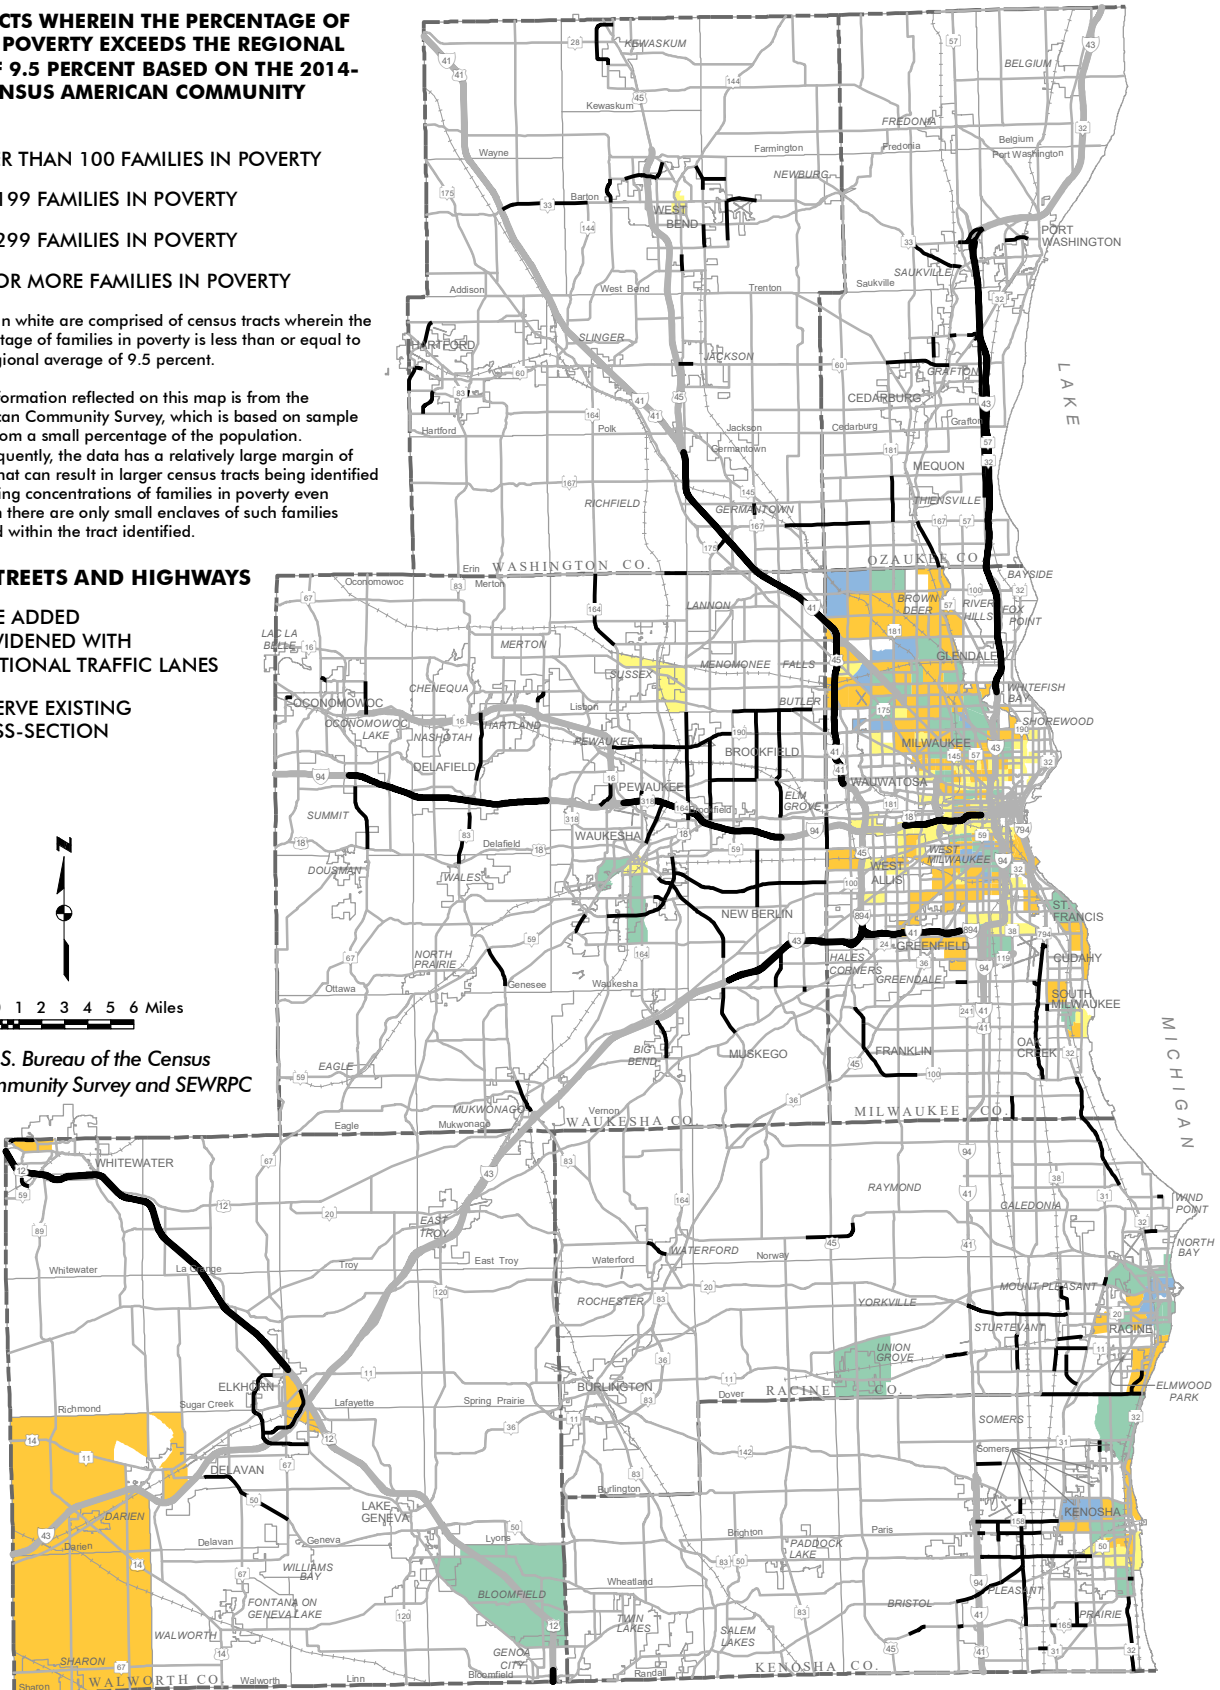 CTS WHEREIN THE PERCENTAGE OF
POVERTY EXCEEDS THE REGIONAL
F 9.5 PERCENT BASED ON THE 2014-
NSUS AMERICAN COMMUNITY
R THAN 100 FAMILIES IN POVERTY
199 FAMILIES IN POVERTY
299 FAMILIES IN POVERTY
OR MORE FAMILIES IN POVERTY
n white are comprised of census tracts wherein the
tage of families in poverty is less than or equal to
gional average of 9.5 percent.
formation reflected on this map is from the
can Community Survey, which is based on sample
om a small percentage of the population.
quently, the data has a relatively large margin of
hat can result in larger census tracts being identified
ing concentrations of families in poverty even
n there are only small enclaves of such families
d within the tract identified.
TREETS AND HIGHWAYS
E ADDED
VIDENED WITH
TIONAL TRAFFIC LANES
ERVE EXISTING
SS-SECTION
N
0 1 2 3 4 5 6 Miles
S. Bureau of the Census
mmunity Survey and SEWRPC
KEWASKUM
Kewaskum
BELGIUM
Belgium
FREDONIA
Fredonia
Port Washington
Wayne
Farmington
NEWBURG
Barton
WEST
BEND
PORT
WASHINGTON
SAUKVILLE
Saukville
Addison
West Bend
Trenton
HARTFORD
SLINGER
JACKSON
GRAFTON
CEDARBURG
Hartford
Polk
Jackson
Cedarburg
Grafton
Germantown
MEQUON
RICHFIELD
GERMANTOWN
THIENSVILLE
Erin
WASHINGTON CO.
OZAUKEE CO.
LAKE
MICHIGAN
Oconomowoc
Merton
BAYSIDE
LANNON
BROWN
DEER
RIVER
HILLS
FOX
POINT
LAC LA
BELLE
MERTON
SUSSEX
MENOMONEE FALLS
GLENDALE
CHENEQUA
OCONOMOWOC
Lisbon
BUTLER
WHITEFISH
BAY
OCONOMOWOC
LAKE
NASHOTAH
HARTLAND
PEWAUKEE
SHOREWOOD
BROOKFIELD
MILWAUKEE
DELAFIELD
PEWAUKEE
WAUWATOSA
SUMMIT
Brookfield
ELM
GROVE
WAUKESHA
Delafield
DOUSMAN
WALES
WEST
MILWAUKEE
WEST
ALLIS
NEW BERLIN
ST.
FRANCIS
GREENFIELD
NORTH
PRAIRIE
HALES
CORNERS
GREENDALE
CUDAHY
Ottawa
Genesee
Waukesha
SOUTH
MILWAUKEE
BIG
BEND
MUSKEGO
FRANKLIN
OAK
CREEK
EAGLE
MUKWONAGO
Vernon
Eagle
Mukwonago
WAUKESHA CO.
MILWAUKEE CO.
WHITEWATER
RAYMOND
CALEDONIA
WIND
POINT
EAST
TROY
NORTH
BAY
Whitewater
La Grange
Troy
East Troy
Waterford
WATERFORD
Norway
ROCHESTER
YORKVILLE
MOUNT PLEASANT
STURTEVANT
RACINE
UNION
GROVE
ELKHORN
BURLINGTON
Dover
RACINE CO.
ELMWOOD
PARK
Richmond
Sugar Creek
Lafayette
Spring Prairie
SOMERS
Somers
DELAVAN
Burlington
LAKE
GENEVA
DARIEN
KENOSHA
Darien
Delavan
Geneva
Lyons
Brighton
Paris
PADDOCK
LAKE
WILLIAMS
BAY
BLOOMFIELD
Wheatland
FONTANA ON
GENEVA LAKE
BRISTOL
PLEASANT
PRAIRIE
TWIN
LAKES
SALEM
LAKES
WALWORTH
GENOA
CITY
SHARON
Sharon
WALWORTH CO.
Walworth
Linn
Bloomfield
Randall
KENOSHA CO.